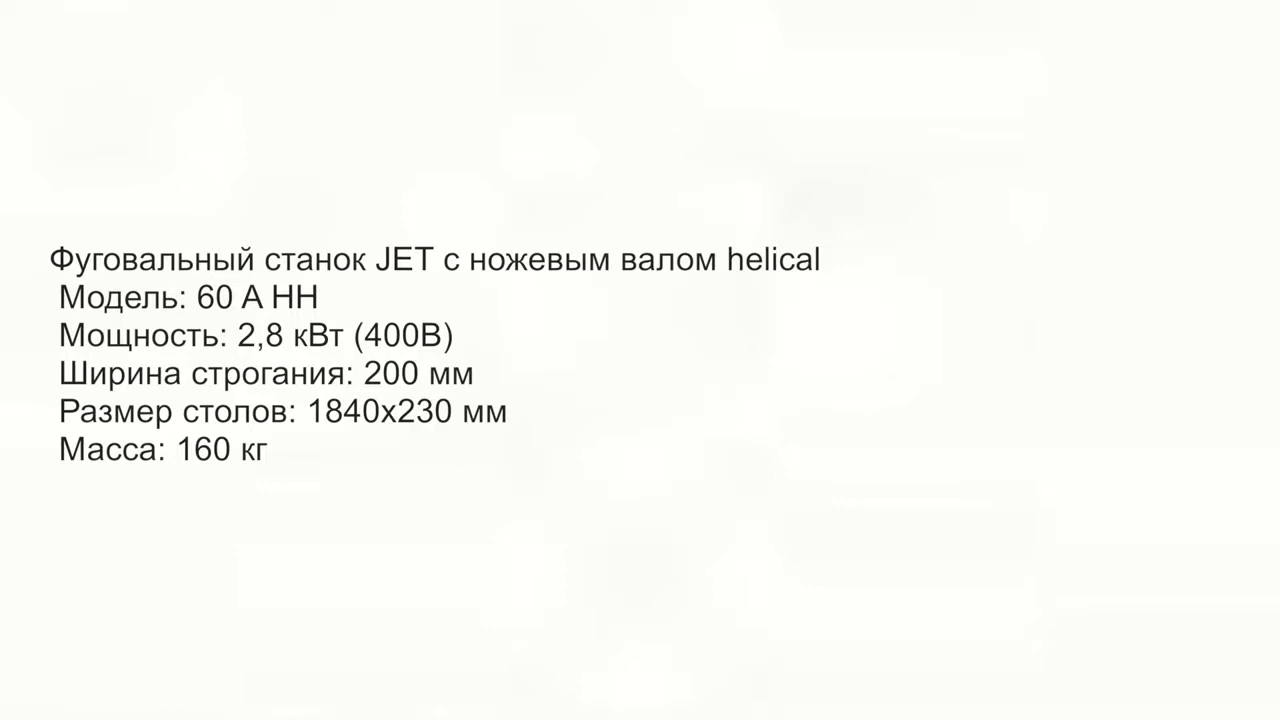 Фуговальный станок JET с ножевым валом helical
Модель: 60 A HH
Мощность: 2,8 кВт (400В)
Ширина строгания: 200 мм
Размер столов: 1840х230 мм
Масса: 160 кг